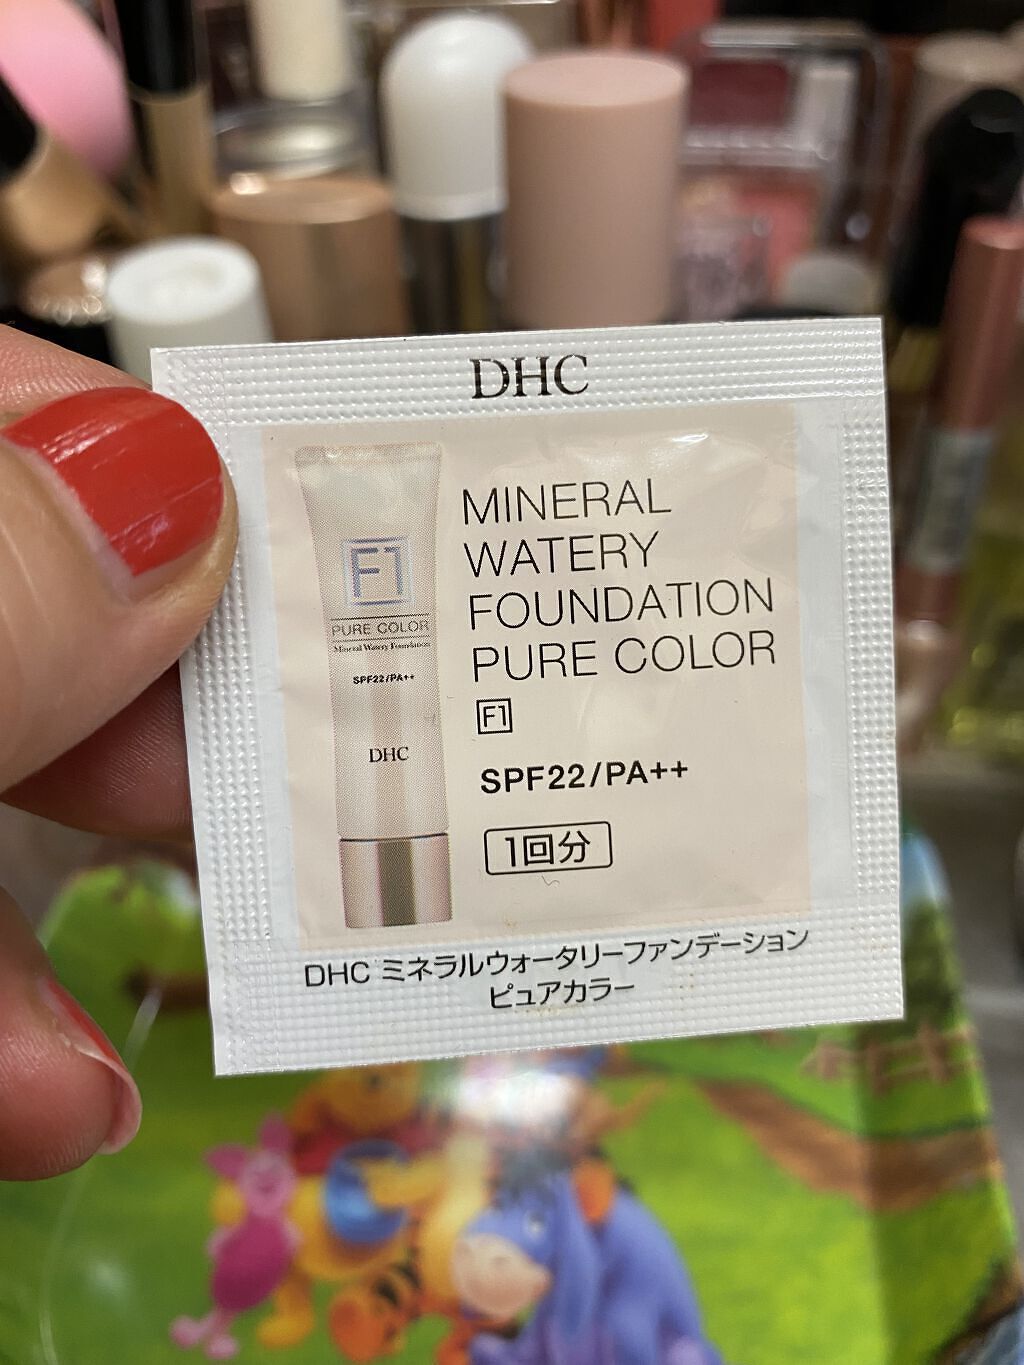 DHC
F1
PURE COLOR
Mineral Watery Foundation
SPF22/PA++
DHC
MINERAL
WATERY
FOUNDATION
PURE COLOR
F1
SPF22/PA++
1回分
DHC ミネラルウォータリーファンデーション
ピュアカラー